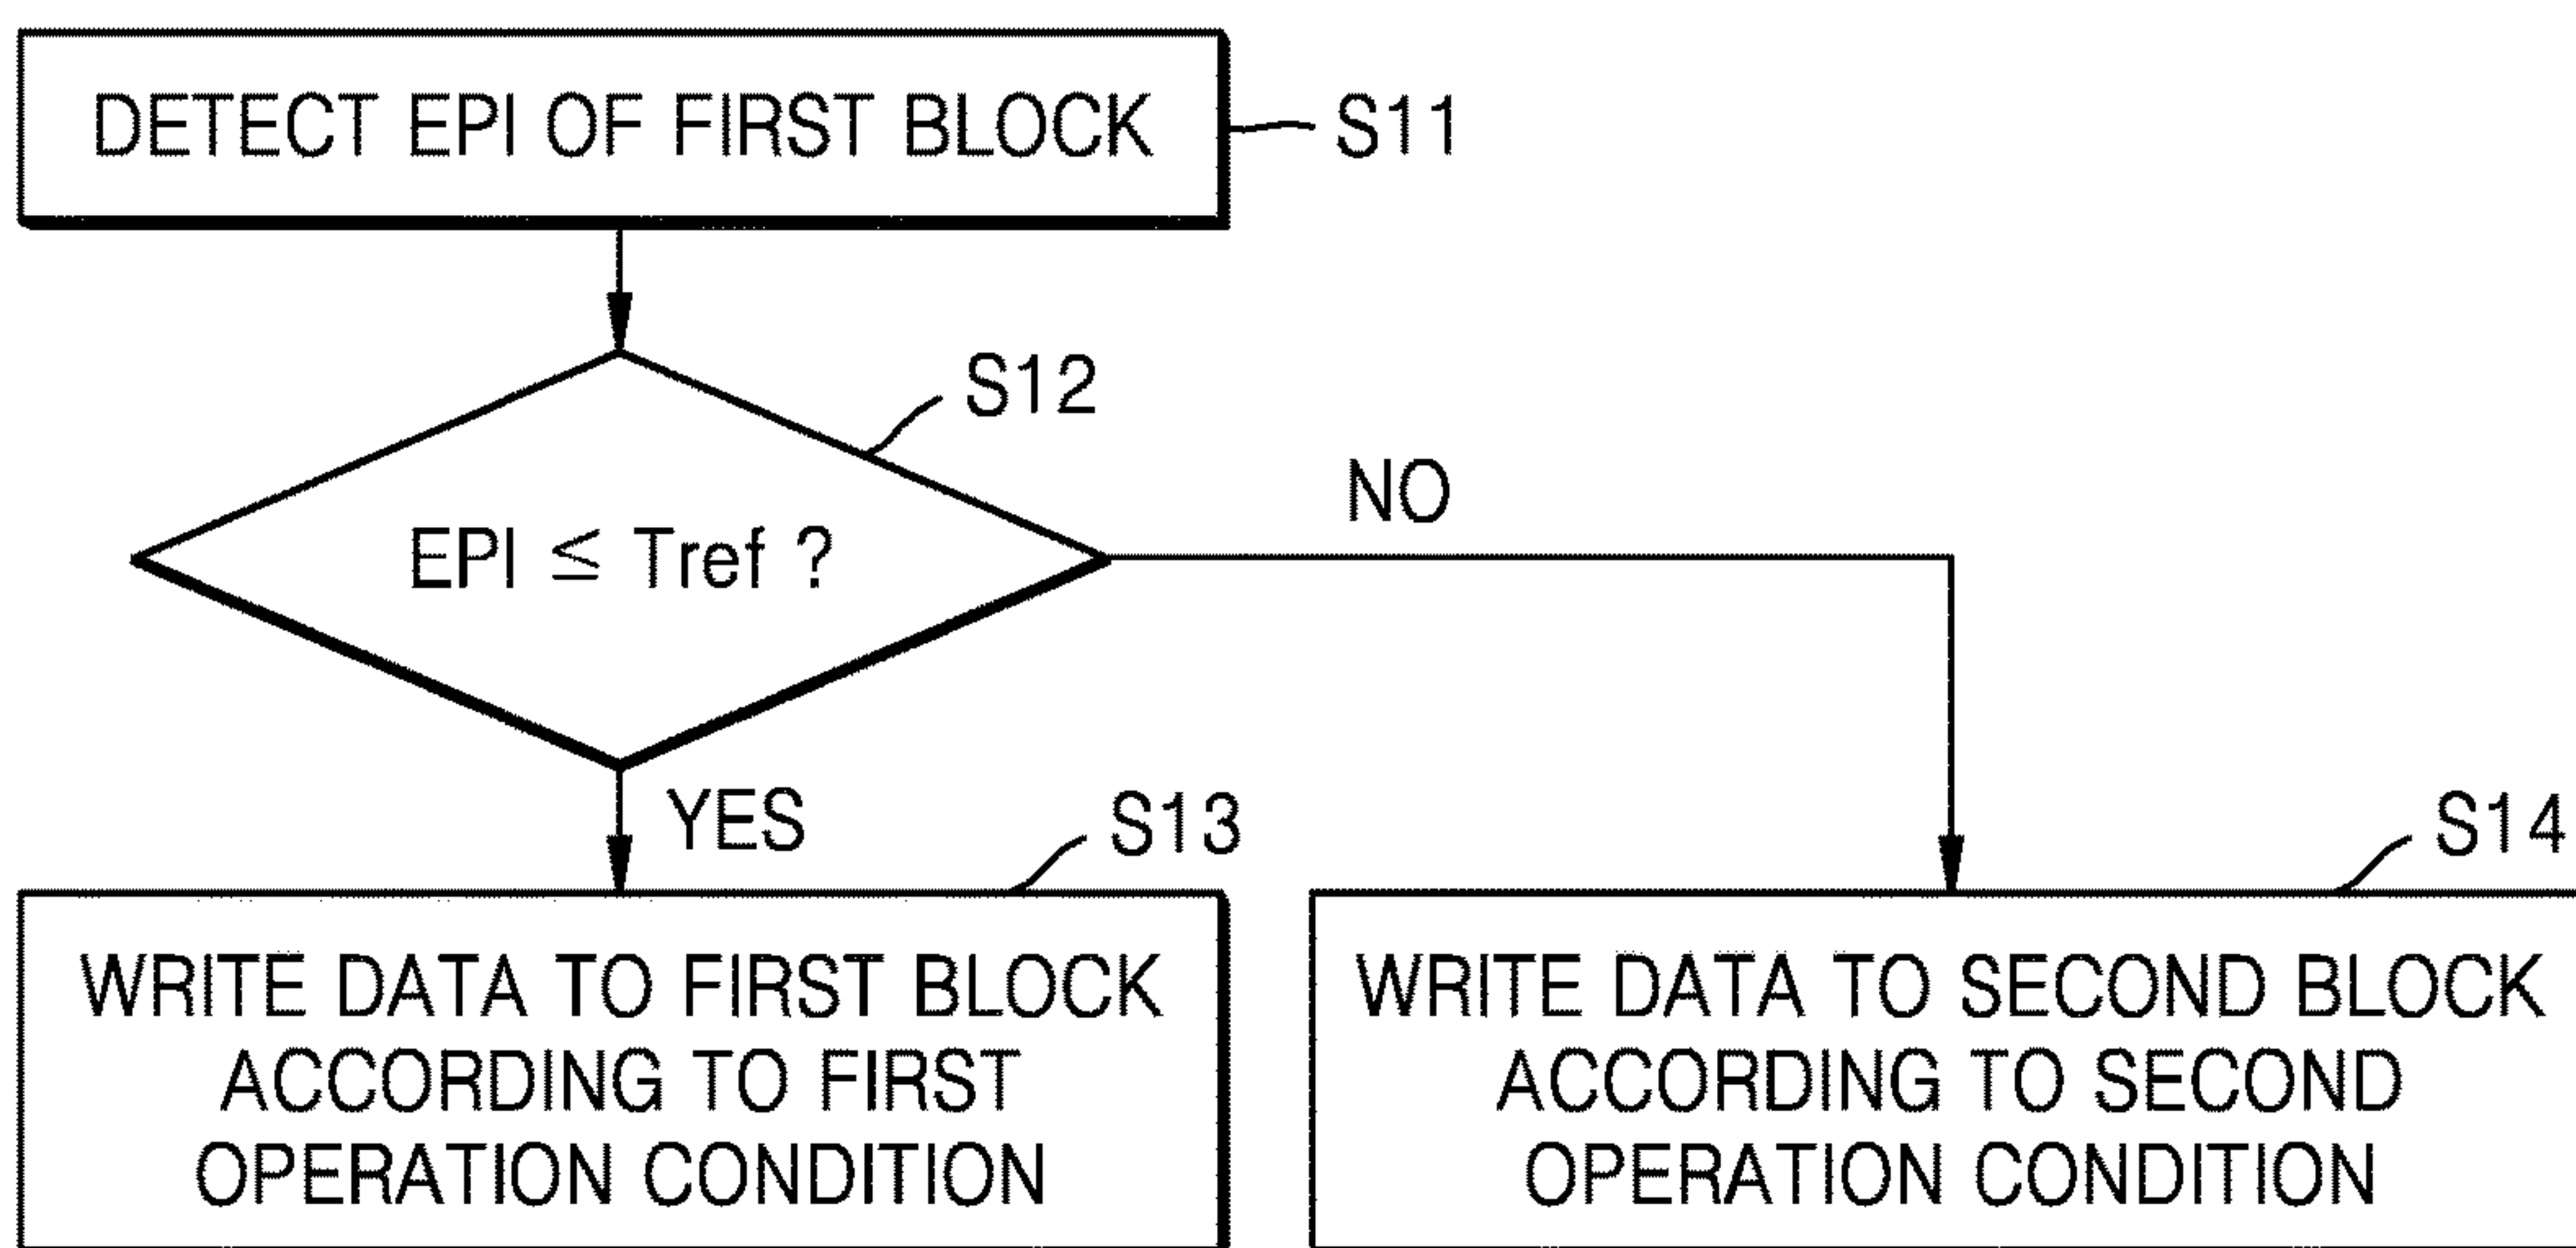 DETECT EPI OF FIRST BLOCK
S11
S12
EPI ≤ Tref ?
NO
YES
S13
S14
WRITE DATA TO FIRST BLOCK
ACCORDING TO FIRST
OPERATION CONDITION
WRITE DATA TO SECOND BLOCK
ACCORDING TO SECOND
OPERATION CONDITION